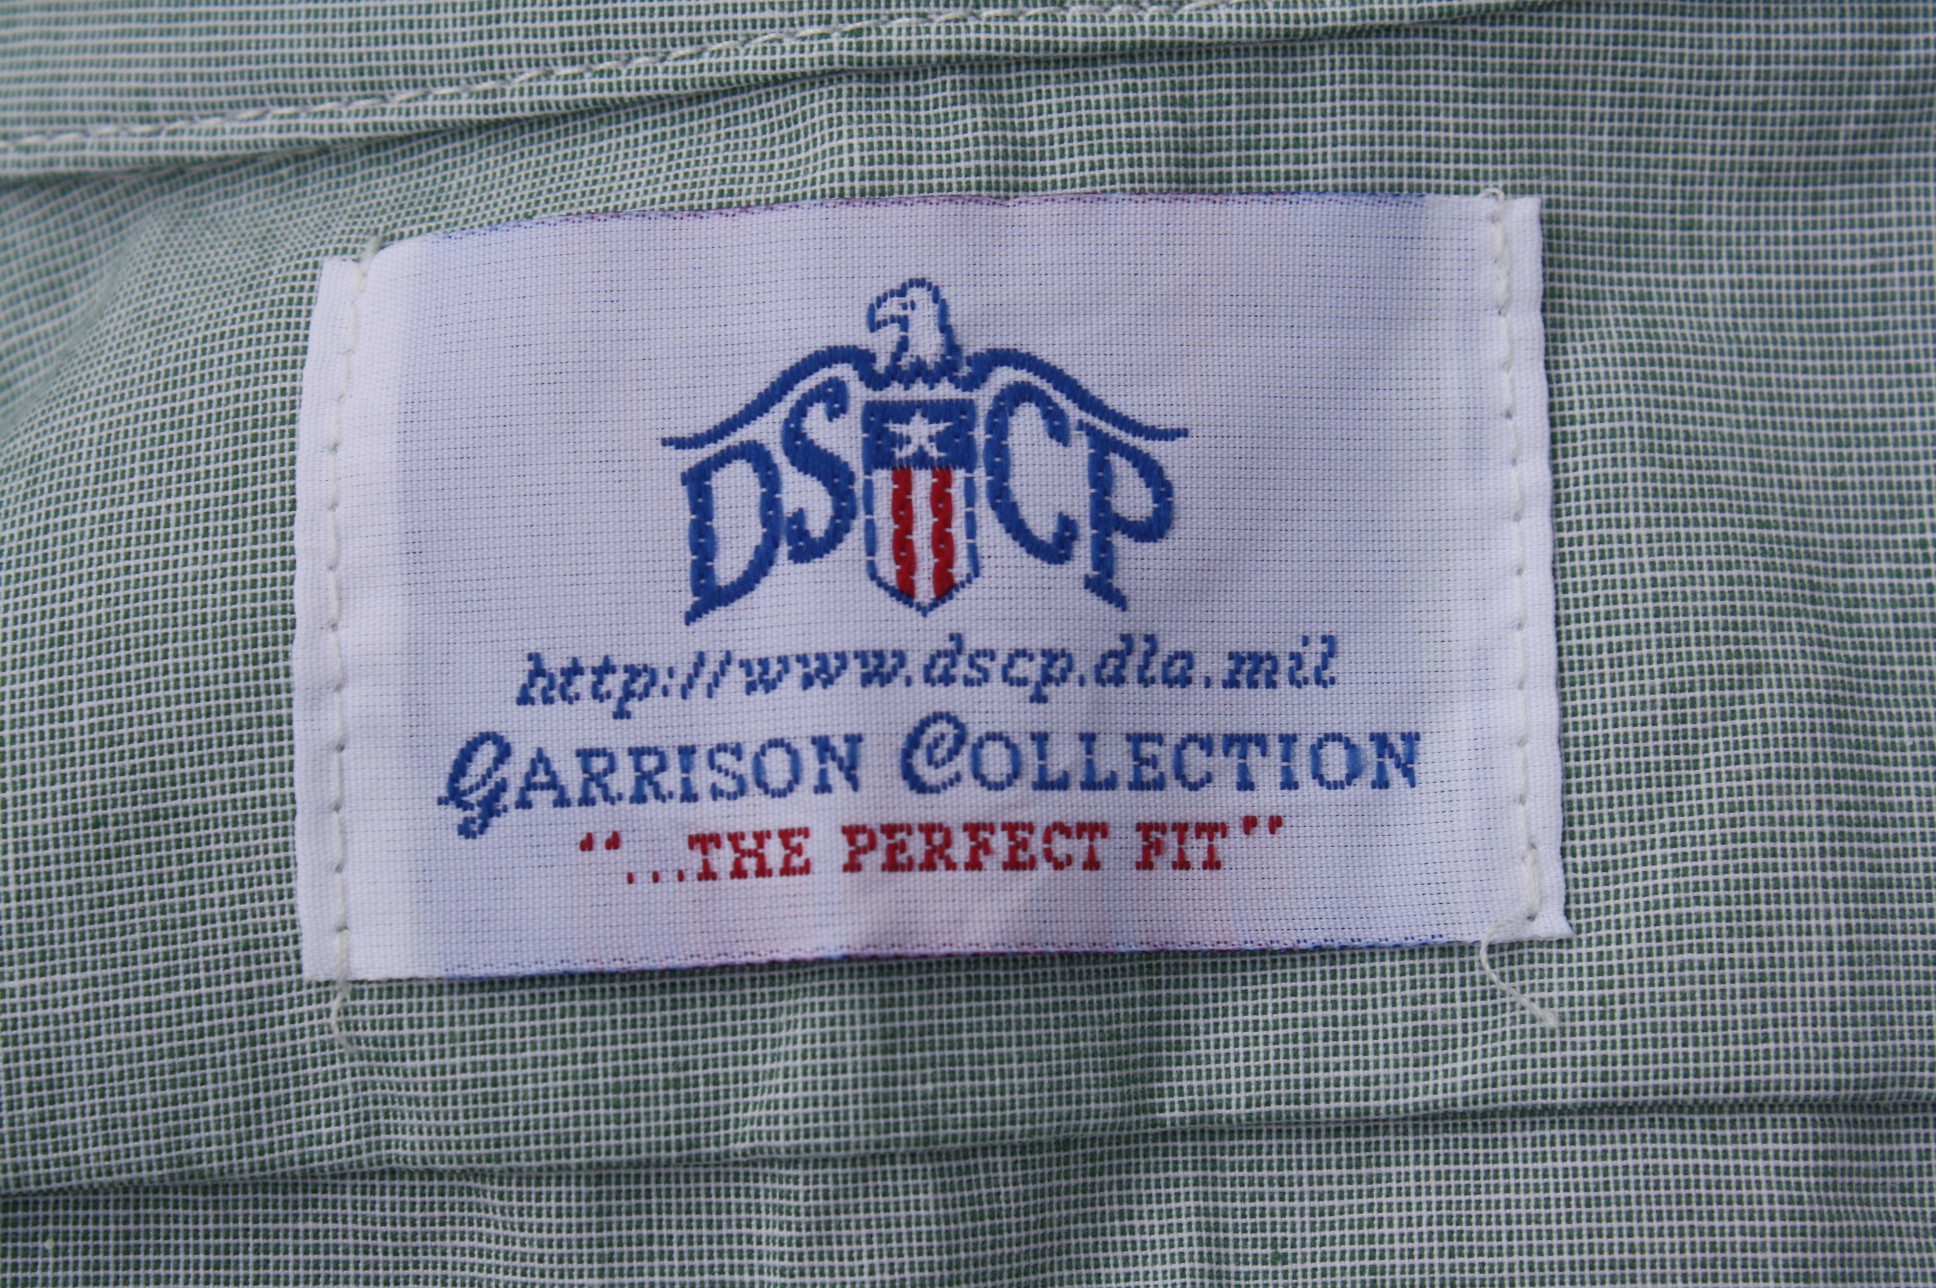 DSCP
http://www.dscp.dla.mil
GARRISON COLLECTION
"...THE PERFECT FIT"